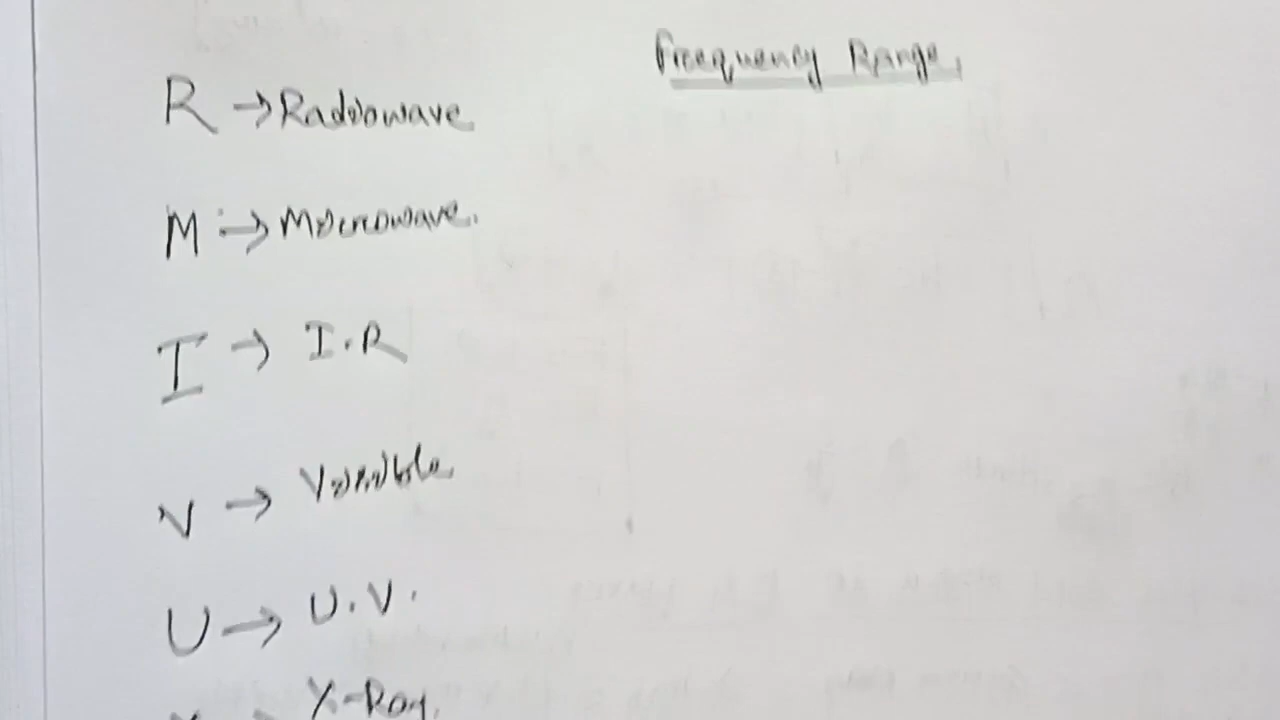 Frequency Range,
R → Radiowave
M → Microwave.
I → I.R
V → Visible
U → U.V.
X → X-Ray.